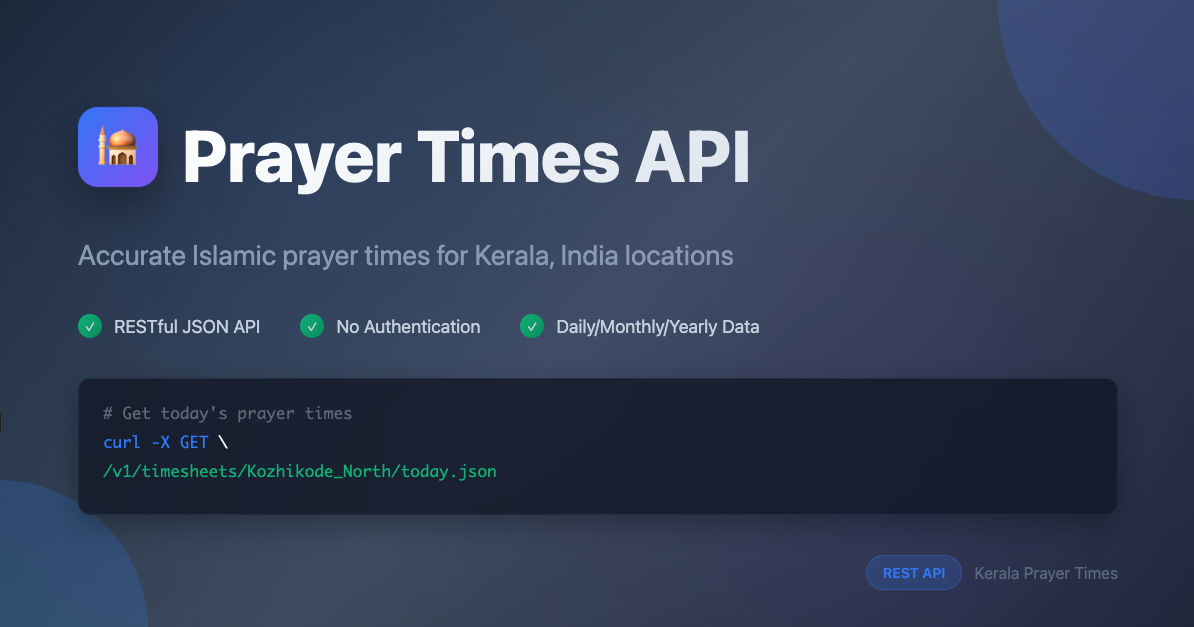 Prayer Times API
Accurate Islamic prayer times for Kerala, India locations
RESTful JSON API
No Authentication
Daily/Monthly/Yearly Data
# Get today's prayer times
curl -X GET \
/v1/timesheets/Kozhikode_North/today.json
REST API
Kerala Prayer Times